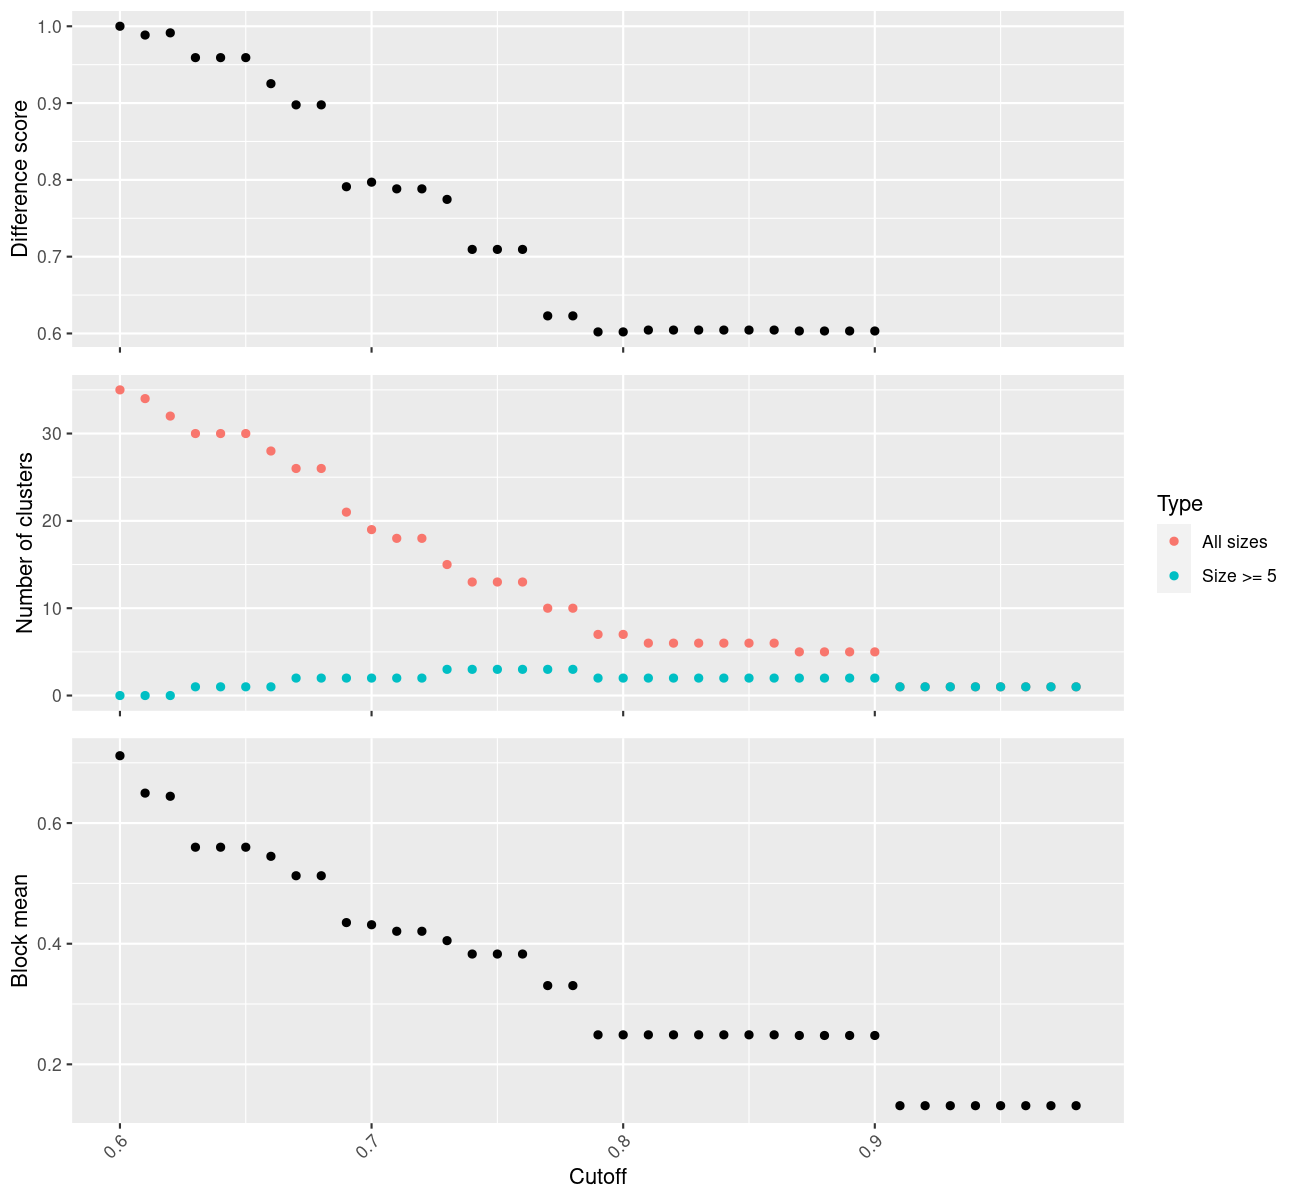 Difference score
1.0
0.9
0.8
0.7
0.6
Number of clusters
30
20
10
0
Type
All sizes
Size >= 5
Block mean
0.6
0.4
0.2
0.6
0.7
0.8
0.9
Cutoff